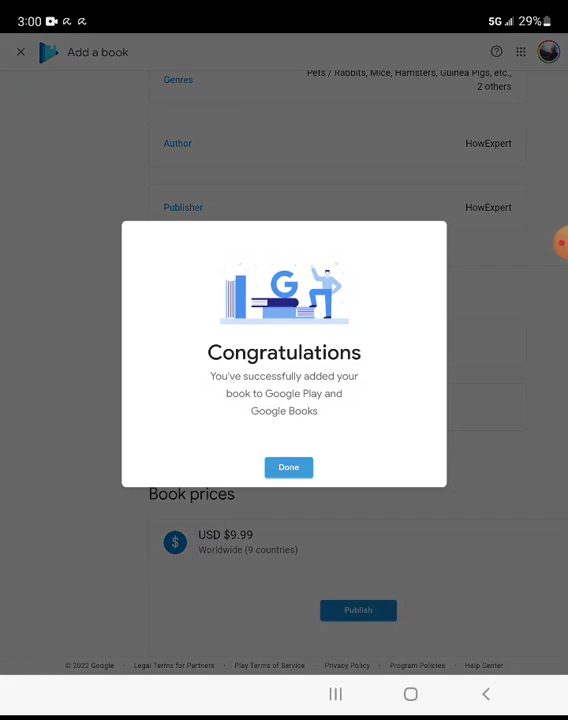 3:00
5G 29%
Add a book
Genres
Pets / Rabbits, Mice, Hamsters, Guinea Pigs, etc.,
2 others
Author
HowExpert
Publisher
HowExpert
G
Congratulations
You've successfully added your
book to Google Play and
Google Books
Done
Book prices
$
USD $9.99
Worldwide (9 countries)
Publish
© 2022 Google · Legal Terms for Partners · Play Terms of Service · Privacy Policy · Program Policies · Help Center